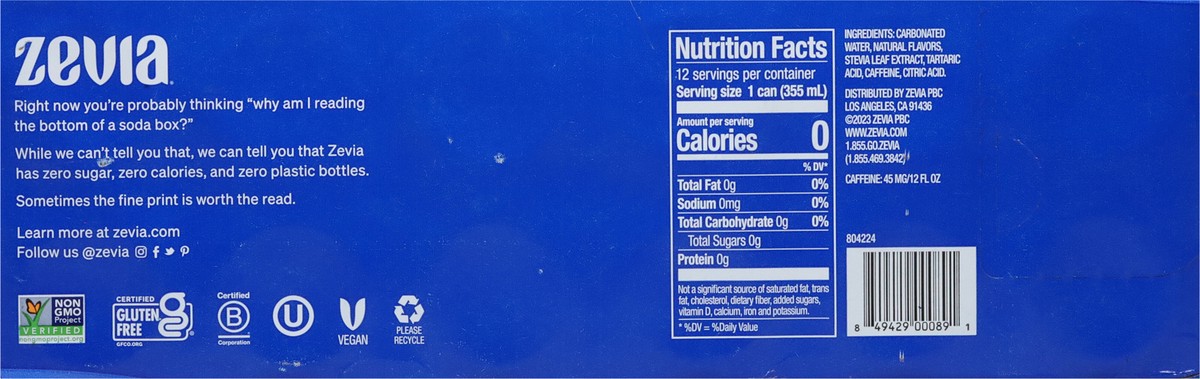 zevia.
Right now you're probably thinking "why am I reading
the bottom of a soda box?"
While we can't tell you that, we can tell you that Zevia
has zero sugar, zero calories, and zero plastic bottles.
Sometimes the fine print is worth the read.
Learn more at zevia.com
Follow us @zevia
NON
GMO
Project
VERIFIED
nongmoproject.org
CERTIFIED
GLUTEN
FREE
GFCO.ORG
Certified
B
Corporation
U
VEGAN
PLEASE
RECYCLE
Nutrition Facts
12 servings per container
Serving size 1 can (355 mL)
Amount per serving
Calories 0
% DV*
Total Fat 0g 0%
Sodium 0mg 0%
Total Carbohydrate 0g 0%
Total Sugars 0g
Protein 0g
Not a significant source of saturated fat, trans
fat, cholesterol, dietary fiber, added sugars,
vitamin D, calcium, iron and potassium.
* %DV = %Daily Value
INGREDIENTS: CARBONATED
WATER, NATURAL FLAVORS,
STEVIA LEAF EXTRACT, TARTARIC
ACID, CAFFEINE, CITRIC ACID.
DISTRIBUTED BY ZEVIA PBC
LOS ANGELES, CA 91436
©2023 ZEVIA PBC
WWW.ZEVIA.COM
1.855.GO.ZEVIA
(1.855.469.3842)
CAFFEINE: 45 MG/12 FL OZ
804224
8 49429 00089 1